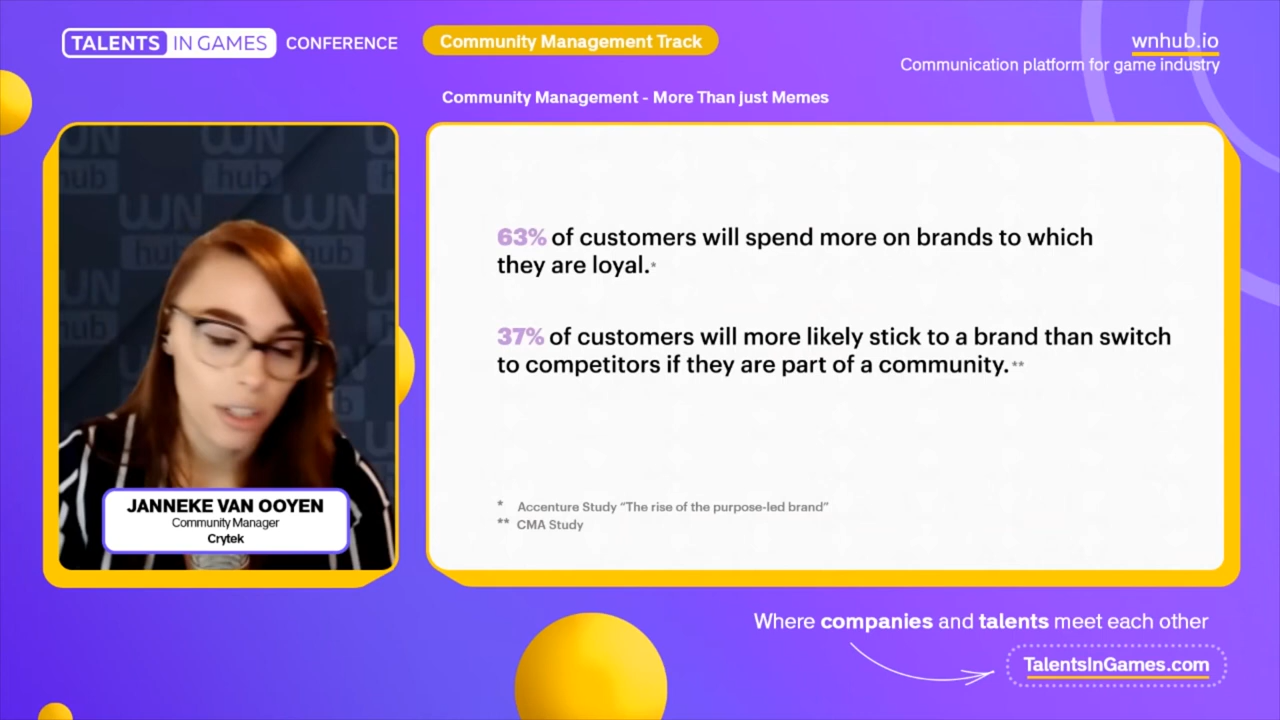 TALENTS IN GAMES CONFERENCE
Community Management Track
wnhub.io
Communication platform for game industry
Community Management - More Than Just Memes
WN
hub
WN
hub
63% of customers will spend more on brands to which
they are loyal.*
37% of customers will more likely stick to a brand than switch
to competitors if they are part of a community.**
* Accenture Study “The rise of the purpose-led brand”
** CMA Study
JANNEKE VAN OOYEN
Community Manager
Crytek
Where companies and talents meet each other
TalentsInGames.com